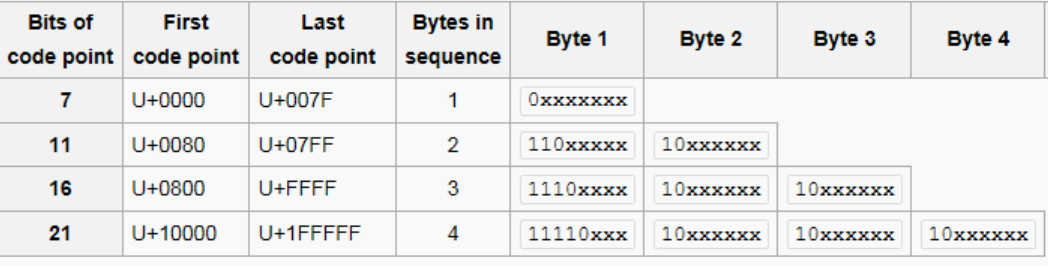 Bits of code point First code point Last code point Bytes in sequence Byte 1 Byte 2 Byte 3 Byte 4
7 U+0000 U+007F 1 0xxxxxxx
11 U+0080 U+07FF 2 110xxxxx 10xxxxxx
16 U+0800 U+FFFF 3 1110xxxx 10xxxxxx 10xxxxxx
21 U+10000 U+1FFFFF 4 11110xxx 10xxxxxx 10xxxxxx 10xxxxxx